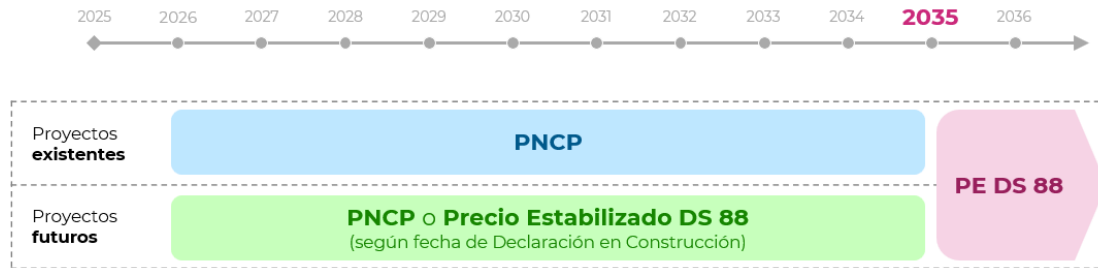 2025 2026 2027 2028 2029 2030 2031 2032 2033 2034 2035 2036
Proyectos
existentes
PNCP
PE DS 88
Proyectos
futuros
PNCP o Precio Estabilizado DS 88
(según fecha de Declaración en Construcción)